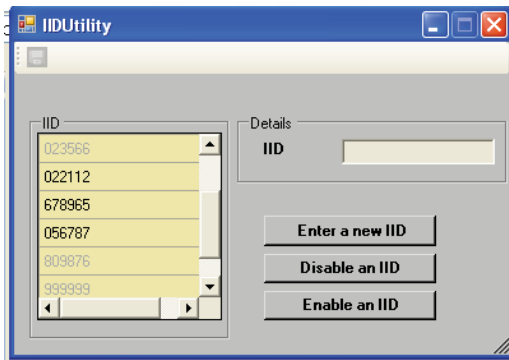 IIDUtility
IID
023566
022112
678965
056787
809876
999999
Details
IID
Enter a new IID
Disable an IID
Enable an IID